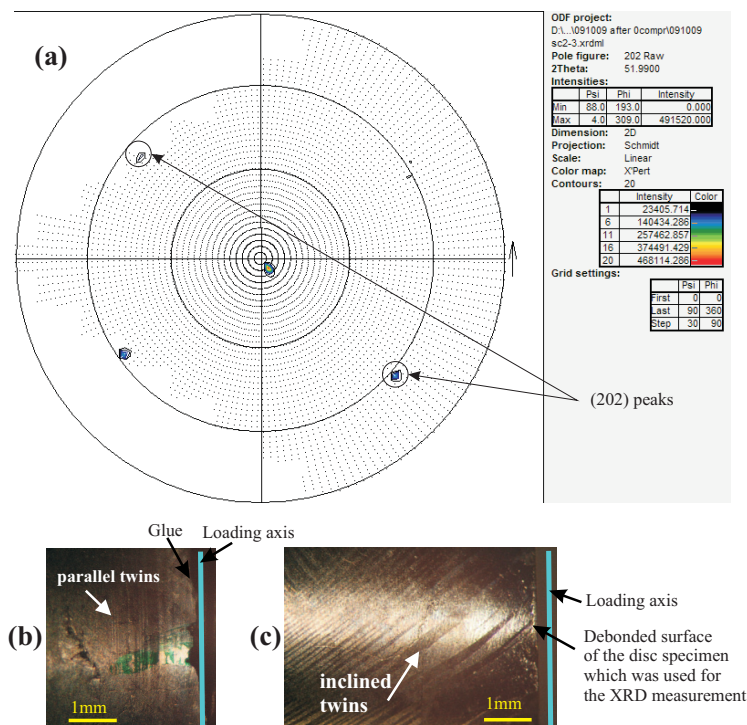 (a)
ODF project:
D:\...\091009 after 0compr\091009
sc2-3.xrdml
Pole figure: 202 Raw
2Theta: 51.9900
Intensities:
Psi Phi Intensity
Min 88.0 193.0 0.000
Max 4.0 309.0 491520.000
Dimension: 2D
Projection: Schmidt
Scale: Linear
Color map: X'Pert
Contours: 20
Intensity Color
1 23405.714
6 140434.286
11 257462.857
16 374491.429
20 468114.286
Grid settings:
Psi Phi
First 0 0
Last 90 360
Step 30 90
(202) peaks
Glue
Loading axis
parallel twins
(b)
1mm
(c)
inclined
twins
1mm
Loading axis
Debonded surface
of the disc specimen
which was used for
the XRD measurement